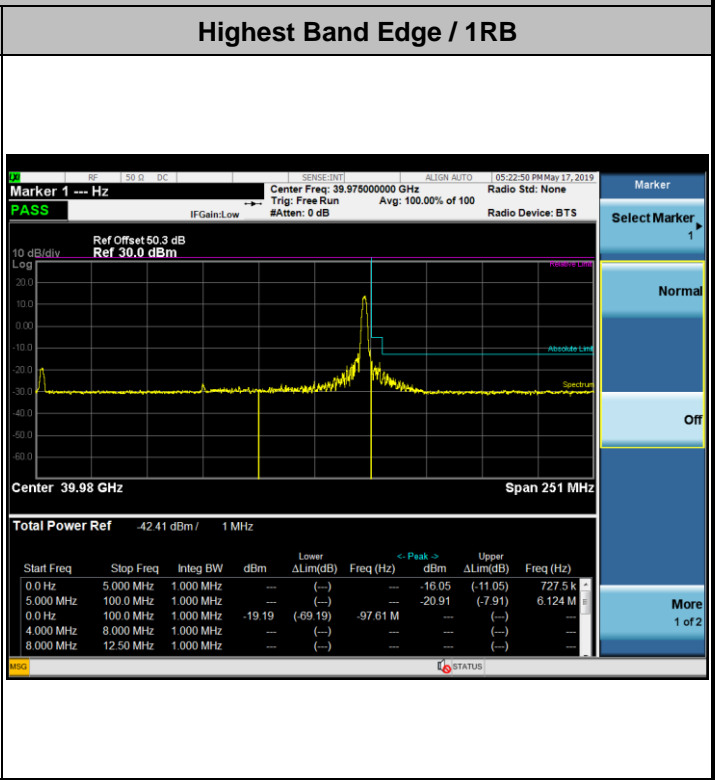 Highest Band Edge / 1RB
RF 50 Ω DC SENSE:INT ALIGN AUTO 05:22:50 PM May 17, 2019
Marker 1 --- Hz
Center Freq: 39.975000000 GHz
Radio Std: None
Trig: Free Run Avg: 100.00% of 100
PASS
IFGain:Low
#Atten: 0 dB
Radio Device: BTS
Ref Offset 50.3 dB
10 dB/div Ref 30.0 dBm
Log
Relative Limit
20.0
10.0
0.00
-10.0
Absolute Limit
-20.0
Spectrum
-30.0
-40.0
-50.0
-60.0
Center 39.98 GHz
Span 251 MHz
Total Power Ref -42.41 dBm / 1 MHz
Lower <- Peak -> Upper
Start Freq Stop Freq Integ BW dBm ΔLim(dB) Freq (Hz) dBm ΔLim(dB) Freq (Hz)
0.0 Hz 5.000 MHz 1.000 MHz --- (---) --- -16.05 (-11.05) 727.5 k
5.000 MHz 100.0 MHz 1.000 MHz --- (---) --- -20.91 (-7.91) 6.124 M
0.0 Hz 100.0 MHz 1.000 MHz -19.19 (-69.19) -97.61 M --- (---) ---
4.000 MHz 8.000 MHz 1.000 MHz --- (---) --- --- (---) ---
8.000 MHz 12.50 MHz 1.000 MHz --- (---) --- --- (---) ---
MSG
STATUS
Marker
Select Marker
1
Normal
Off
More
1 of 2